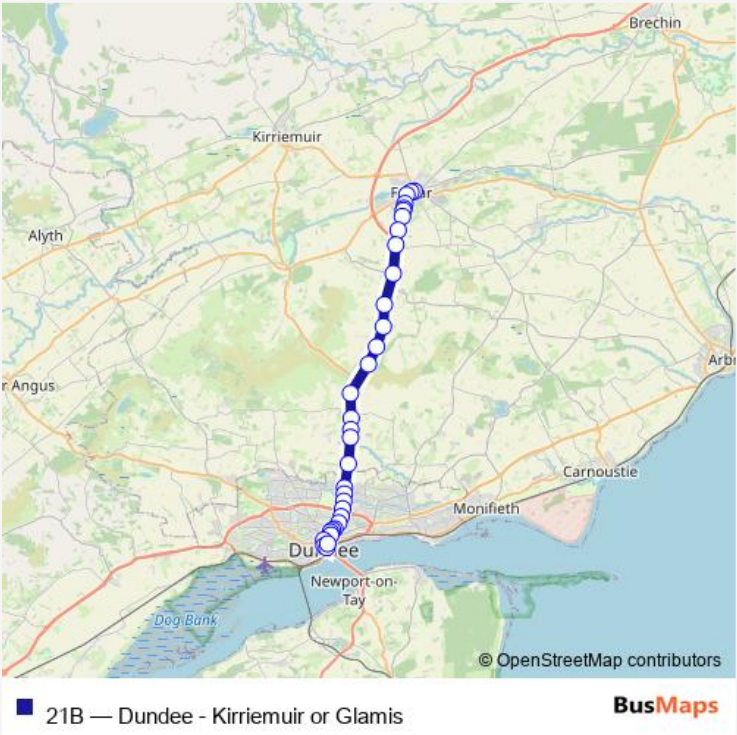 Brechin
Kirriemuir
Alyth
Arbr
r Angus
Carnoustie
Monifieth
Dundee
Newport-on-
Tay
Dog Bank
© OpenStreetMap contributors
21B — Dundee - Kirriemuir or Glamis
BusMaps